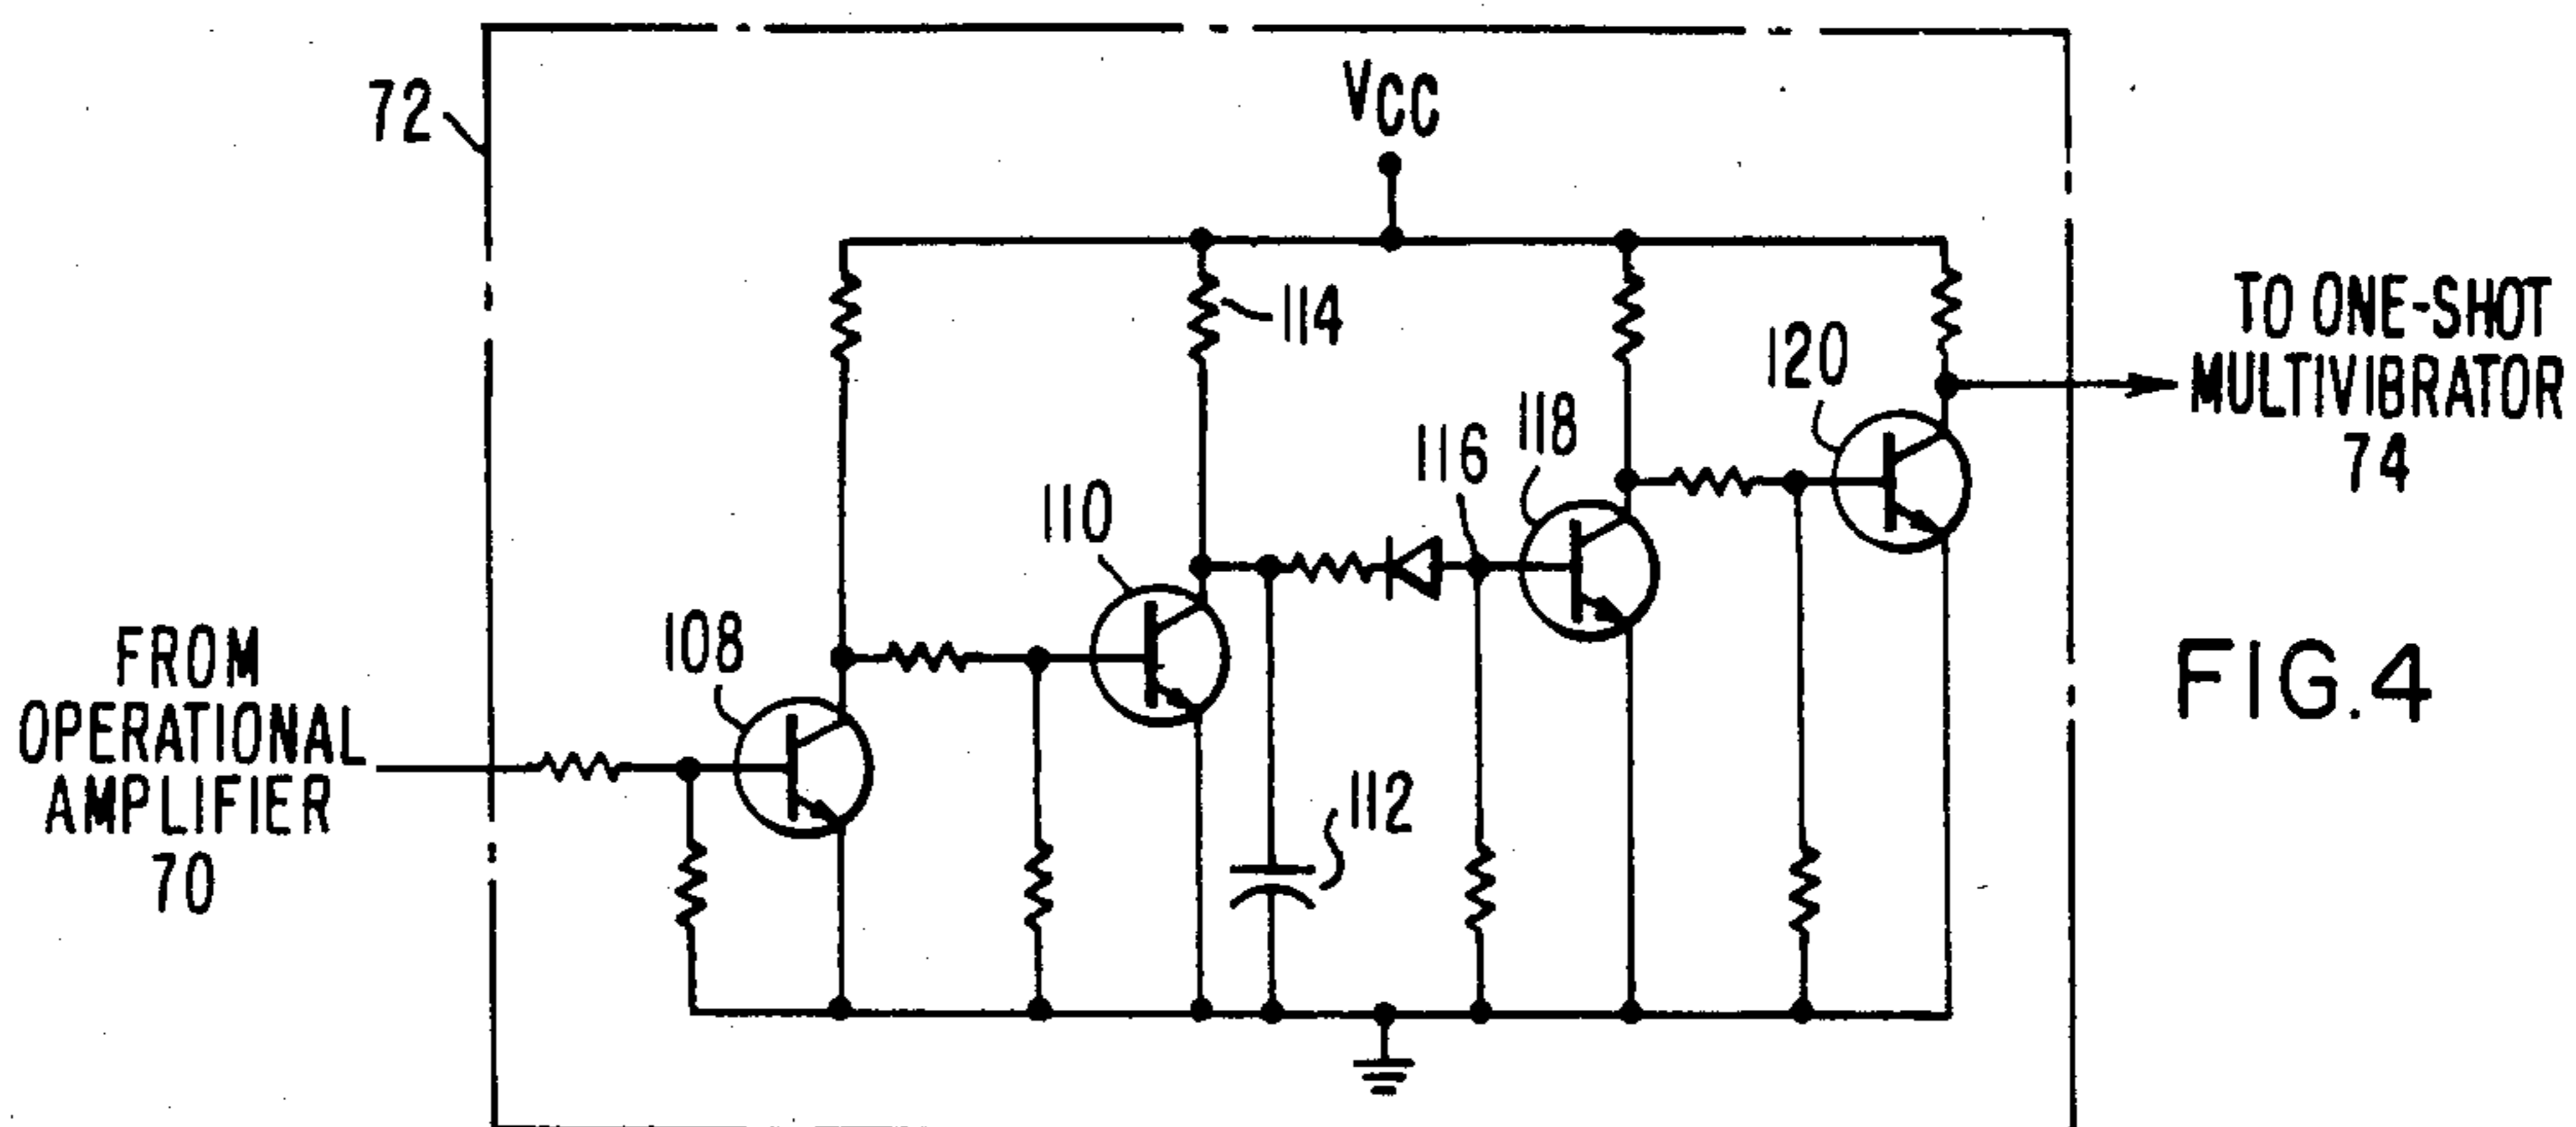 72
VCC
114
TO ONE-SHOT
MULTIVIBRATOR
74
120
118
116
110
108
FROM
OPERATIONAL
AMPLIFIER
70
112
FIG.4